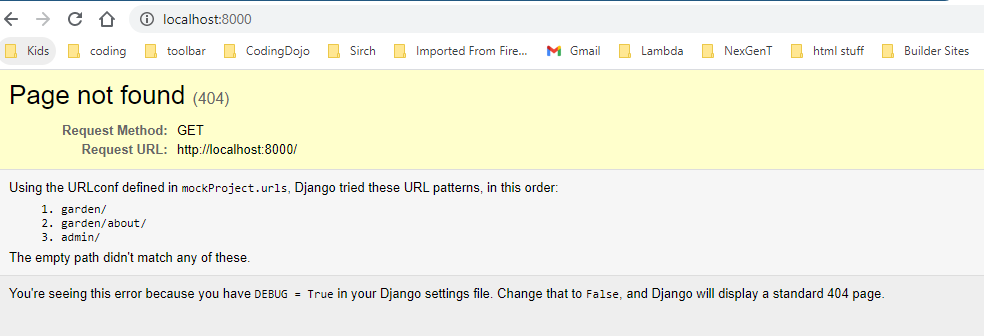 localhost:8000
Kids coding toolbar CodingDojo Sirch Imported From Fire... Gmail Lambda NexGenT html stuff Builder Sites
Page not found (404)
Request Method: GET
Request URL: http://localhost:8000/
Using the URLconf defined in mockProject.urls, Django tried these URL patterns, in this order:
1. garden/
2. garden/about/
3. admin/
The empty path didn't match any of these.
You're seeing this error because you have DEBUG = True in your Django settings file. Change that to False, and Django will display a standard 404 page.